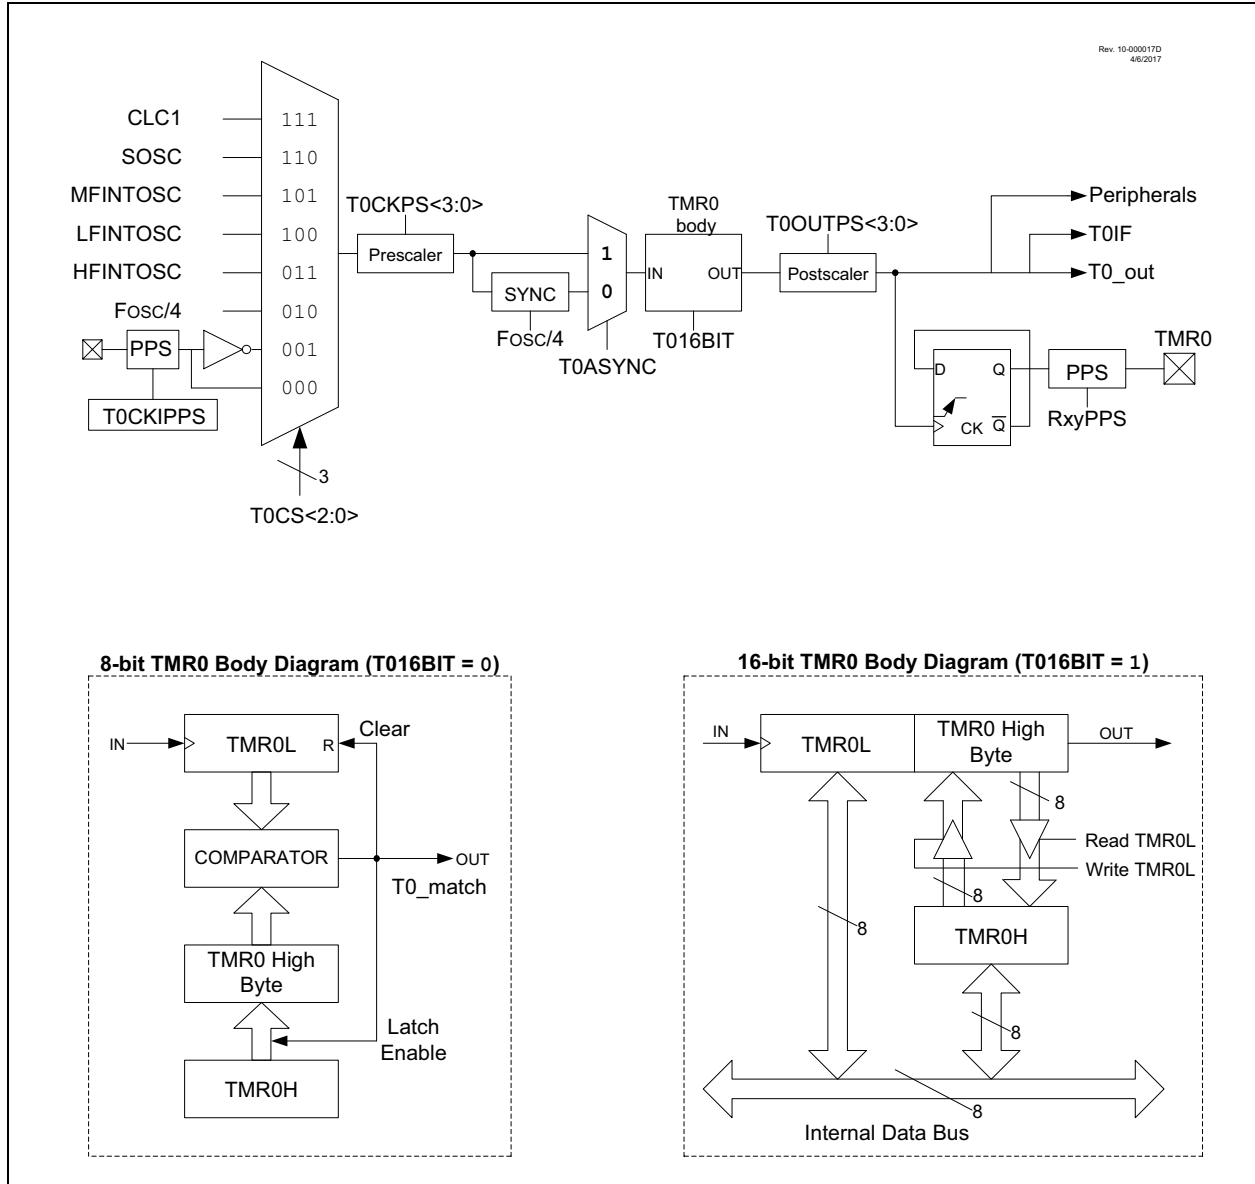 Rev. 10-000017D
4/6/2017
CLC1
111
SOSC
110
MFINTOSC
101
LFINTOSC
100
HFINTOSC
011
FOSC/4
010
PPS
001
000
T0CKIPPS
3
T0CS<2:0>
T0CKPS<3:0>
Prescaler
SYNC
FOSC/4
1
0
T0ASYNC
TMR0
body
IN
OUT
T016BIT
T0OUTPS<3:0>
Postscaler
Peripherals
T0IF
T0_out
D
Q
CK
Q
PPS
RxyPPS
TMR0
8-bit TMR0 Body Diagram (T016BIT = 0)
IN
TMR0L
R
Clear
COMPARATOR
OUT
T0_match
TMR0 High
Byte
Latch
Enable
TMR0H
16-bit TMR0 Body Diagram (T016BIT = 1)
IN
TMR0L
TMR0 High
Byte
OUT
8
Read TMR0L
Write TMR0L
8
8
TMR0H
8
8
Internal Data Bus